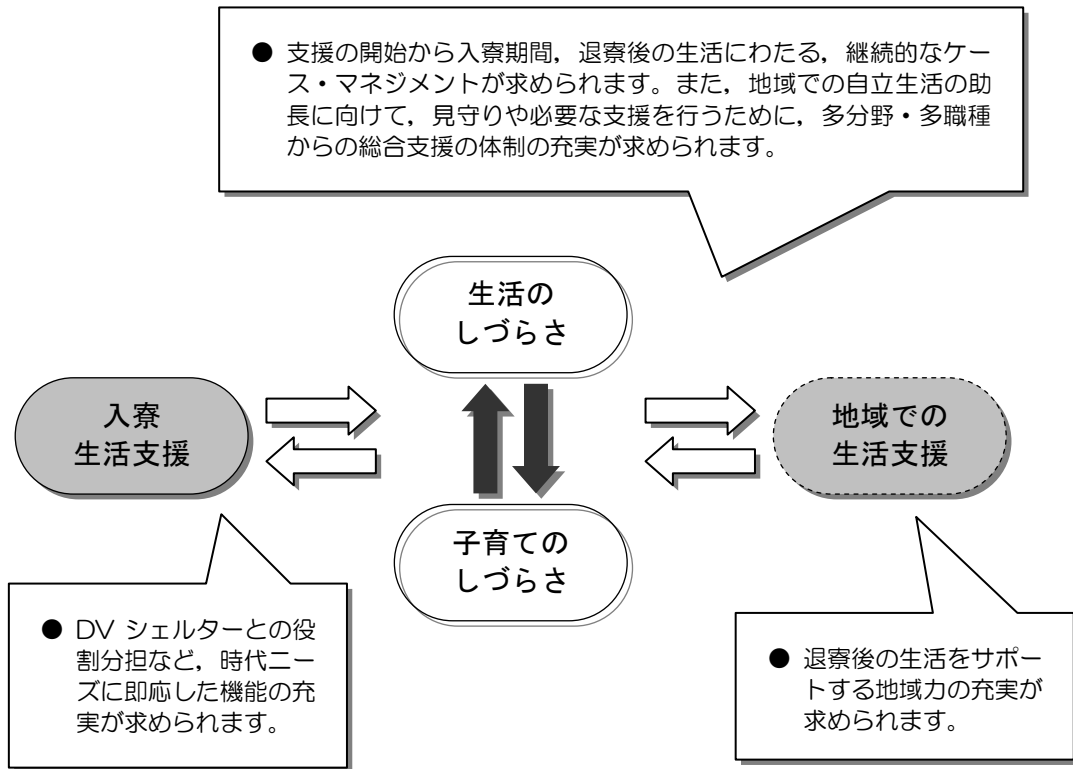 ● 支援の開始から入寮期間，退寮後の生活にわたる，継続的なケー
ス・マネジメントが求められます。また，地域での自立生活の助
長に向けて，見守りや必要な支援を行うために，多分野・多職種
からの総合支援の体制の充実が求められます。
生活の
しづらさ
入寮
生活支援
地域での
生活支援
子育ての
しづらさ
● DV シェルターとの役
割分担など，時代ニー
ズに即応した機能の充
実が求められます。
● 退寮後の生活をサポー
トする地域力の充実が
求められます。